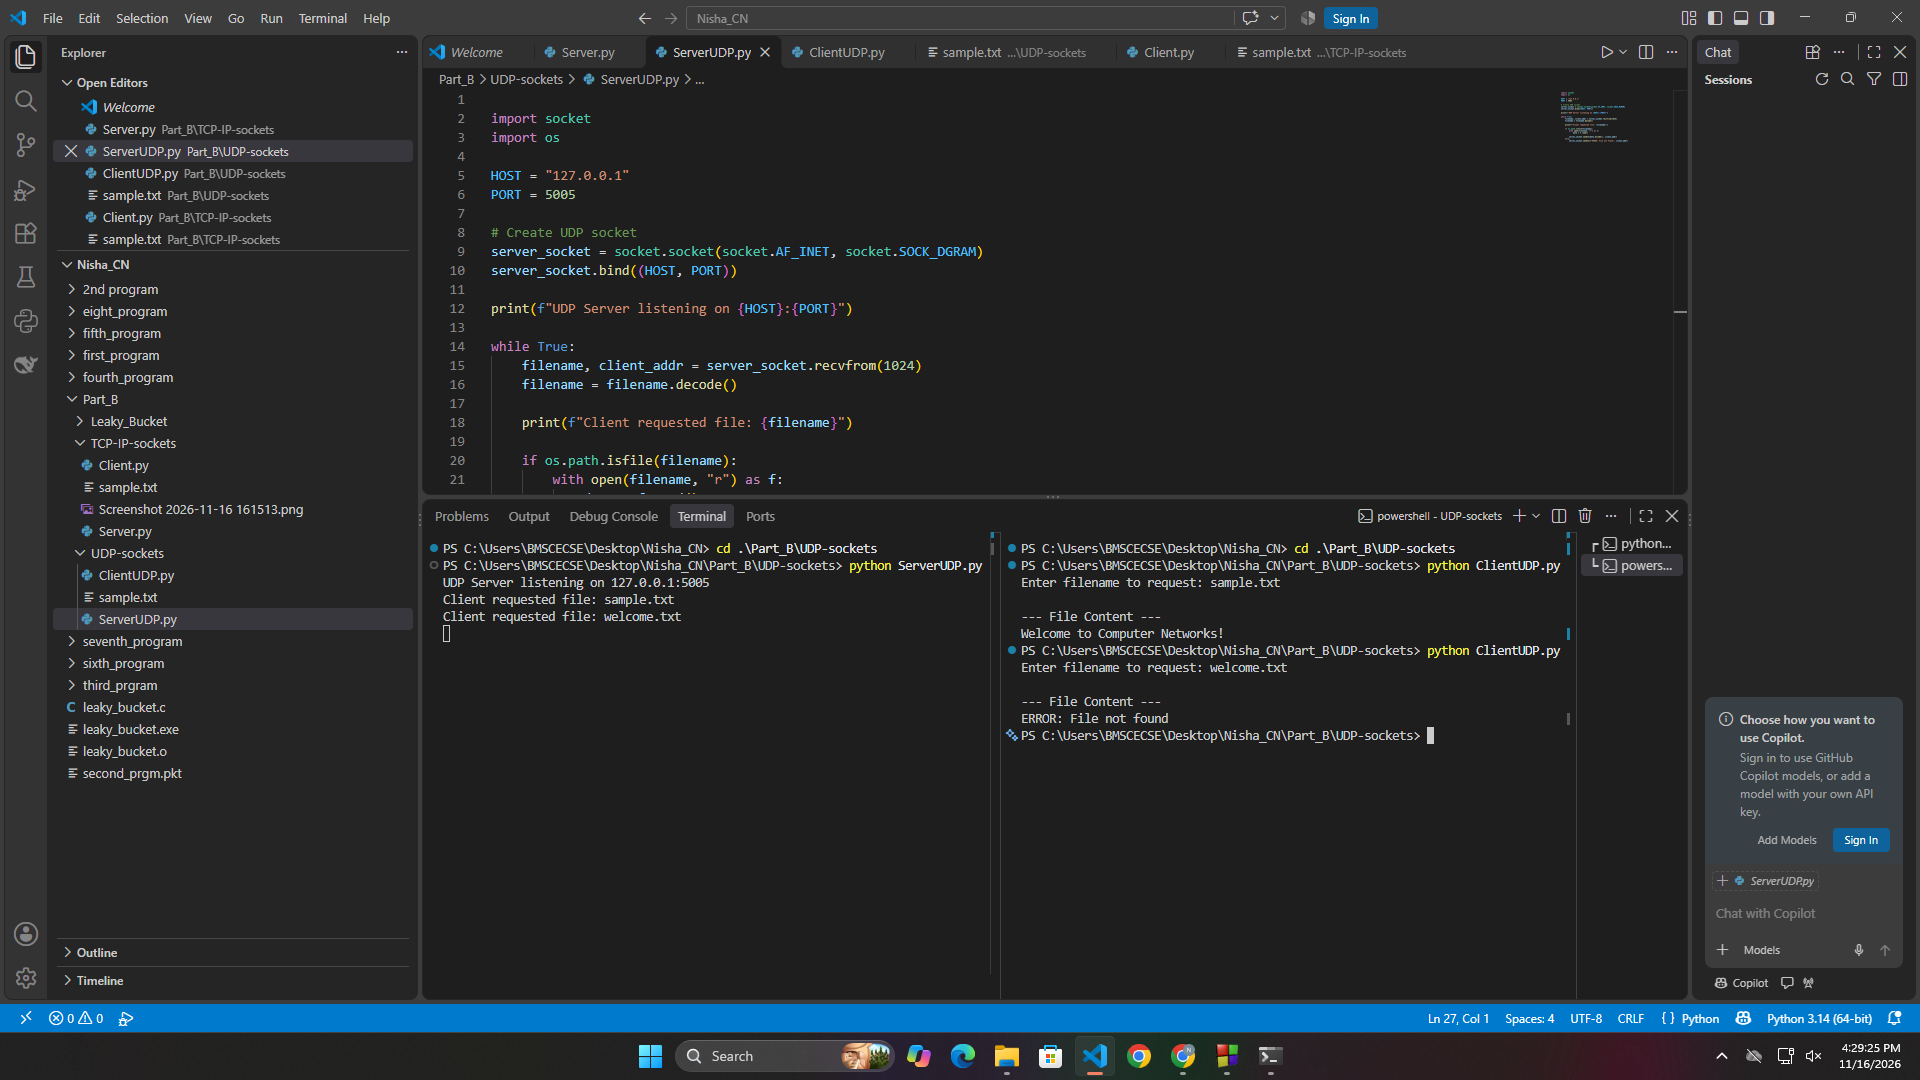 File Edit Selection View Go Run Terminal Help
Nisha_CN
Sign In
Explorer
Open Editors
Welcome
Server.py Part_B\TCP-IP-sockets
ServerUDP.py Part_B\UDP-sockets
ClientUDP.py Part_B\UDP-sockets
sample.txt Part_B\UDP-sockets
Client.py Part_B\TCP-IP-sockets
sample.txt Part_B\TCP-IP-sockets
Nisha_CN
2nd program
eight_program
fifth_program
first_program
fourth_program
Part_B
Leaky_Bucket
TCP-IP-sockets
Client.py
sample.txt
Screenshot 2026-11-16 161513.png
Server.py
UDP-sockets
ClientUDP.py
sample.txt
ServerUDP.py
seventh_program
sixth_program
third_prgram
leaky_bucket.c
leaky_bucket.exe
leaky_bucket.o
second_prgm.pkt
Outline
Timeline
Welcome Server.py ServerUDP.py ClientUDP.py sample.txt ...\UDP-sockets Client.py sample.txt ...\TCP-IP-sockets
Part_B > UDP-sockets > ServerUDP.py > ...
1
2 import socket
3 import os
4
5 HOST = "127.0.0.1"
6 PORT = 5005
7
8 # Create UDP socket
9 server_socket = socket.socket(socket.AF_INET, socket.SOCK_DGRAM)
10 server_socket.bind((HOST, PORT))
11
12 print(f"UDP Server listening on {HOST}:{PORT}")
13
14 while True:
15 filename, client_addr = server_socket.recvfrom(1024)
16 filename = filename.decode()
17
18 print(f"Client requested file: {filename}")
19
20 if os.path.isfile(filename):
21 with open(filename, "r") as f:
Problems Output Debug Console Terminal Ports
powershell - UDP-sockets
PS C:\Users\BMSCECSE\Desktop\Nisha_CN> cd .\Part_B\UDP-sockets
PS C:\Users\BMSCECSE\Desktop\Nisha_CN\Part_B\UDP-sockets> python ServerUDP.py
UDP Server listening on 127.0.0.1:5005
Client requested file: sample.txt
Client requested file: welcome.txt
PS C:\Users\BMSCECSE\Desktop\Nisha_CN> cd .\Part_B\UDP-sockets
PS C:\Users\BMSCECSE\Desktop\Nisha_CN\Part_B\UDP-sockets> python ClientUDP.py
Enter filename to request: sample.txt
--- File Content ---
Welcome to Computer Networks!
PS C:\Users\BMSCECSE\Desktop\Nisha_CN\Part_B\UDP-sockets> python ClientUDP.py
Enter filename to request: welcome.txt
--- File Content ---
ERROR: File not found
PS C:\Users\BMSCECSE\Desktop\Nisha_CN\Part_B\UDP-sockets>
python...
powers...
Chat
Sessions
Choose how you want to
use Copilot.
Sign in to use GitHub
Copilot models, or add a
model with your own API
key.
Add Models Sign In
ServerUDP.py
Chat with Copilot
Models
Copilot
0 0
Ln 27, Col 1 Spaces: 4 UTF-8 CRLF { } Python Python 3.14 (64-bit)
Search
4:29:25 PM
11/16/2026